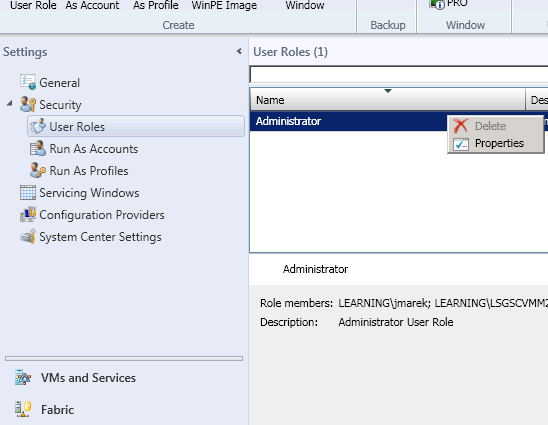 User Role As Account As Profile WinPE Image Window PRO
Create Backup Window
Settings
User Roles (1)
General
Security
User Roles
Run As Accounts
Run As Profiles
Servicing Windows
Configuration Providers
System Center Settings
Name Des
Administrator
Delete
Properties
Administrator
Role members: LEARNING\jmarek; LEARNING\LSGSCVMM2
Description: Administrator User Role
VMs and Services
Fabric